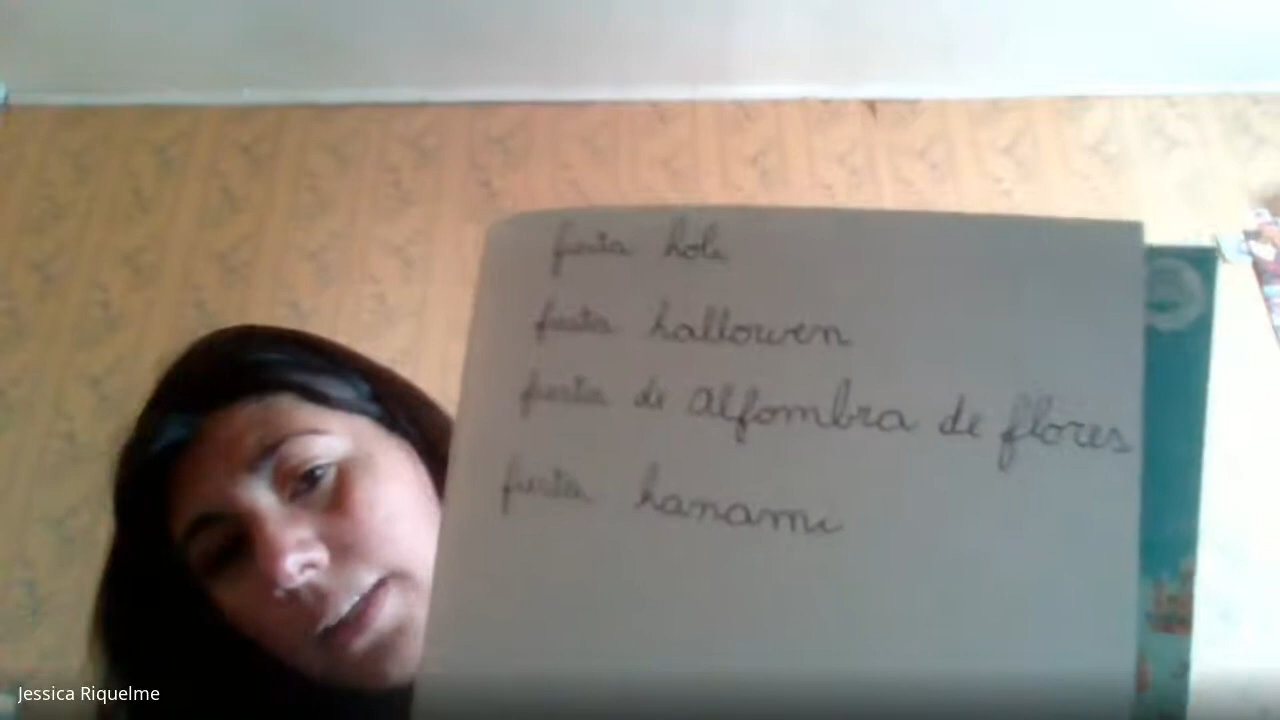 fiesta holi
fiesta hallowen
fiesta de alfombra de flores
fiesta hanami
Jessica Riquelme